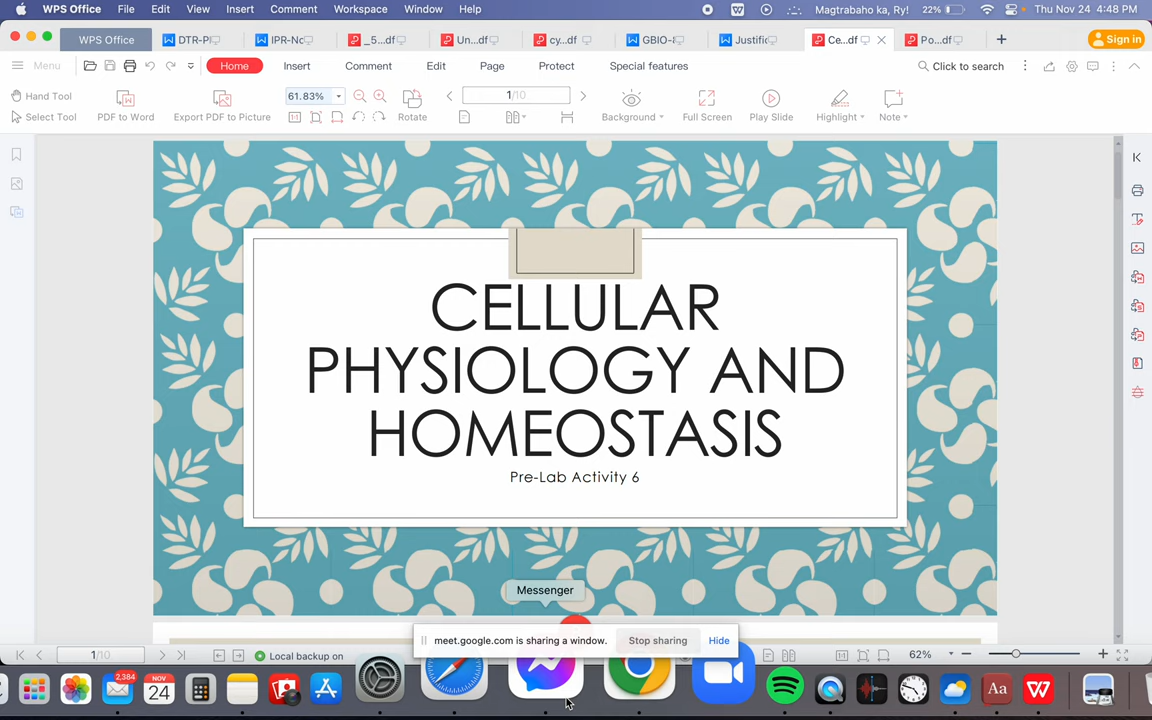 WPS Office File Edit View Insert Comment Workspace Window Help Magtrabaho ka, Ry! 22% Thu Nov 24 4:48 PM
WPS Office DTR-PI IPR-No _5...df Un...df cy...df GBIO- Justific Ce...df Po...df Sign in
Menu Home Insert Comment Edit Page Protect Special features Click to search
Hand Tool
61.83%
1/10
Select Tool PDF to Word Export PDF to Picture Rotate Background Full Screen Play Slide Highlight Note
CELLULAR
PHYSIOLOGY AND
HOMEOSTASIS
Pre-Lab Activity 6
Messenger
meet.google.com is sharing a window. Stop sharing Hide
1/10 Local backup on 62%
2,384
NOV
24
Aa